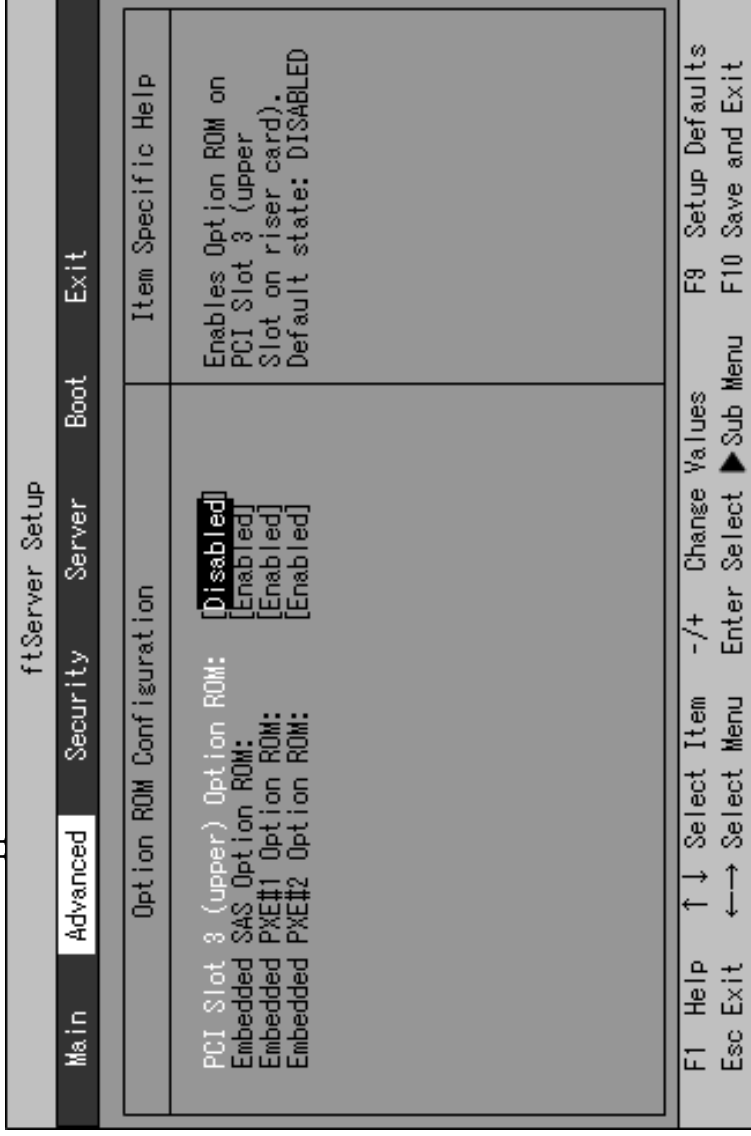 ftServer Setup
Main Advanced Security Server Boot Exit
Option ROM Configuration
Item Specific Help
PCI Slot 3 (upper) Option ROM: [Disabled]
Embedded SAS Option ROM: [Enabled]
Embedded PXE#1 Option ROM: [Enabled]
Embedded PXE#2 Option ROM: [Enabled]
Enables Option ROM on
PCI Slot 3 (upper
Slot on riser card).
Default state: DISABLED
F1 Help ↑↓ Select Item -/+ Change Values F9 Setup Defaults
Esc Exit ←→ Select Menu Enter Select ▶Sub Menu F10 Save and Exit